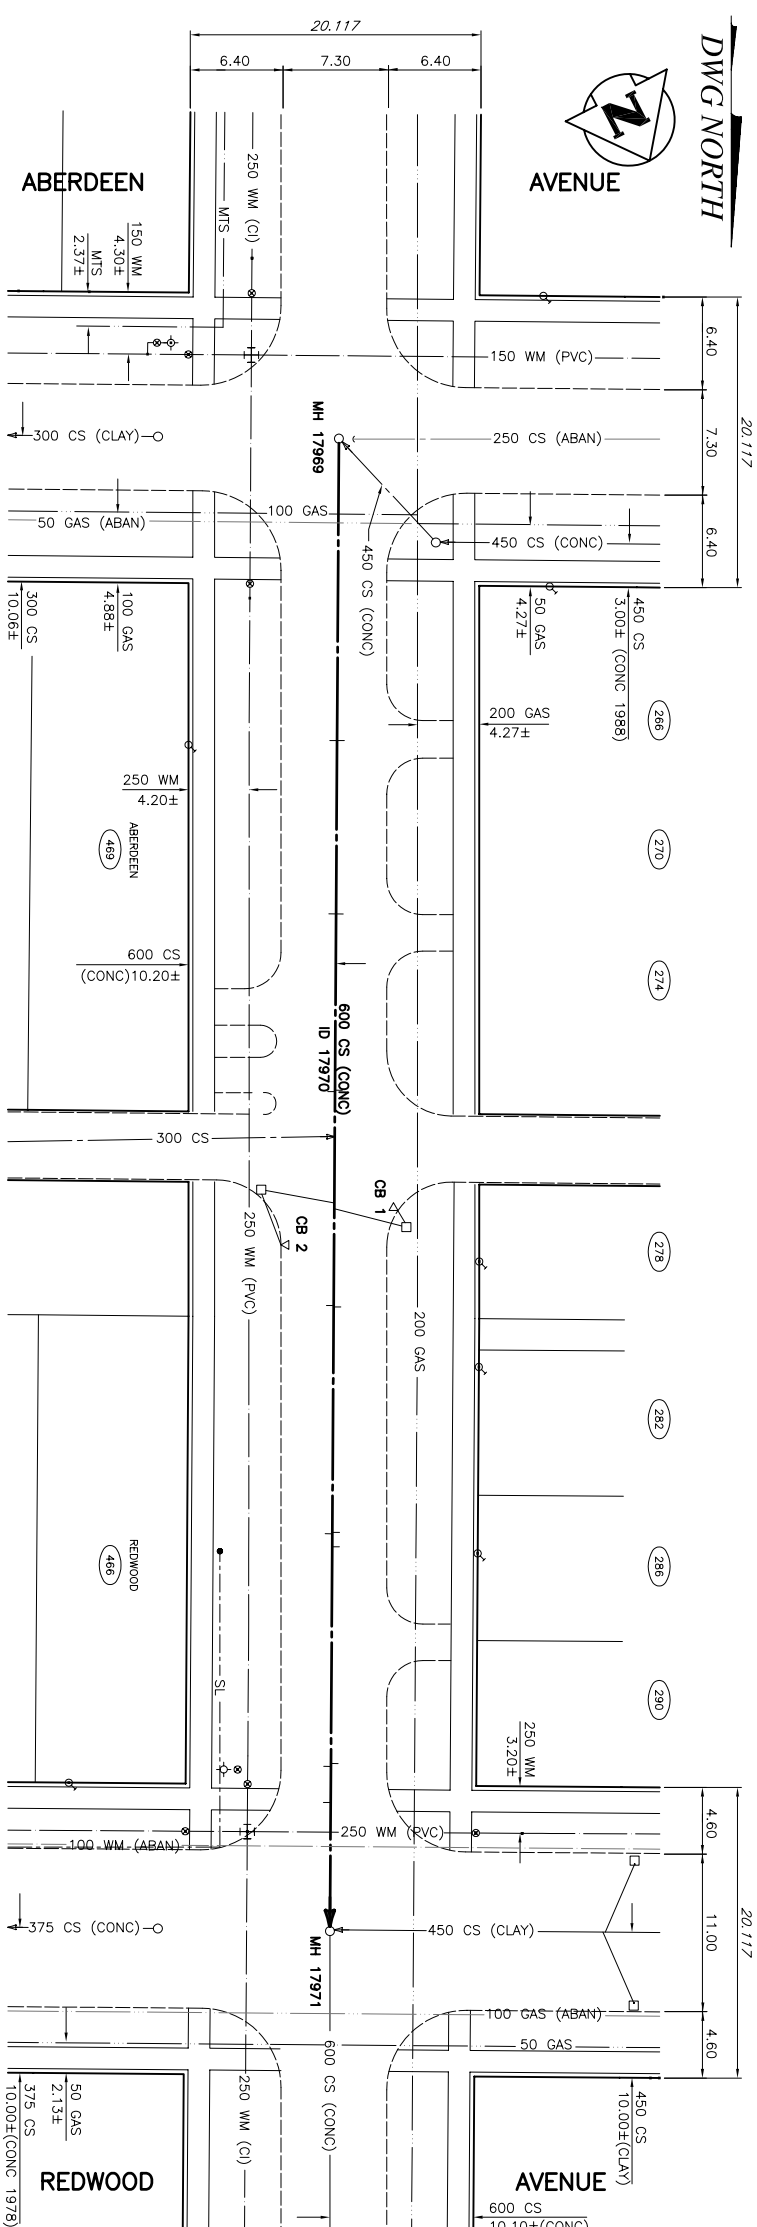 20.117
6.40
7.30
6.40
DWG NORTH
N
ABERDEEN
AVENUE
250 WM (CI)
MTS
150 WM
4.30±
MTS
2.37±
6.40
20.117
150 WM (PVC)
7.30
MH 17969
300 CS (CLAY)
250 CS (ABAN)
100 GAS
50 GAS (ABAN)
6.40
450 CS (CONC)
450 CS (CONC)
300 CS
10.06±
100 GAS
4.88±
50 GAS
4.27±
450 CS
3.00± (CONC 1988)
266
200 GAS
4.27±
250 WM
4.20±
ABERDEEN
469
270
600 CS
(CONC)10.20±
274
600 CS (CONC)
ID 17970
300 CS
CB 1
CB 2
250 WM (PVC)
278
200 GAS
282
REDWOOD
466
286
SL
290
250 WM
3.20±
4.60
20.117
250 WM (PVC)
100 WM (ABAN)
11.00
375 CS (CONC)
450 CS (CLAY)
MH 17971
100 GAS (ABAN)
50 GAS
4.60
600 CS (CONC)
250 WM (CI)
50 GAS
2.13±
375 CS
10.00±(CONC 1978)
450 CS
10.00±(CLAY)
REDWOOD
AVENUE
600 CS
10.10±(CONC)